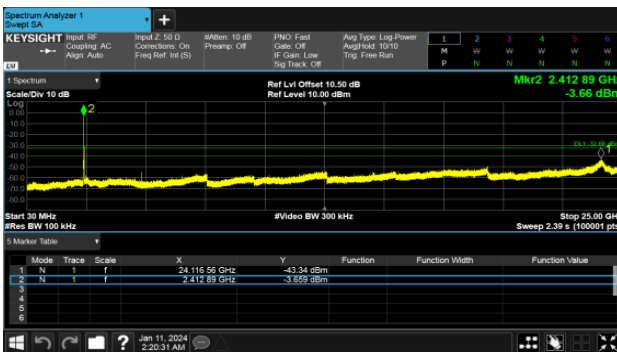 Spectrum Analyzer 1
Swept SA
KEYSIGHT Input: RF Input Z: 50 Ω #Atten: 10 dB PNO: Fast Avg Type: Log-Power 1 2 3 4 5 6
Coupling: AC Corrections: On Preamp: Off Gate: Off Avg|Hold: 10/10 M W W W W W
Align: Auto Freq Ref: Int (S) IF Gain: Low Trig: Free Run P N N N N N
Sig Track: Off
LXI
1 Spectrum Ref Lvl Offset 10.50 dB Mkr2 2.412 89 GHz
Scale/Div 10 dB Ref Level 10.00 dBm -3.66 dBm
Log
0.00
-10.0
-20.0
-30.0
-40.0
-50.0
-60.0
-70.0
-80.0
2
1
Start 30 MHz #Video BW 300 kHz Stop 25.00 GH
#Res BW 100 kHz Sweep 2.39 s (100001 pts
5 Marker Table
Mode Trace Scale X Y Function Function Width Function Value
1 N 1 f 24.116 56 GHz -43.34 dBm
2 N 1 f 2.412 89 GHz -3.659 dBm
3
4
5
6
? Jan 11, 2024
2:20:31 AM